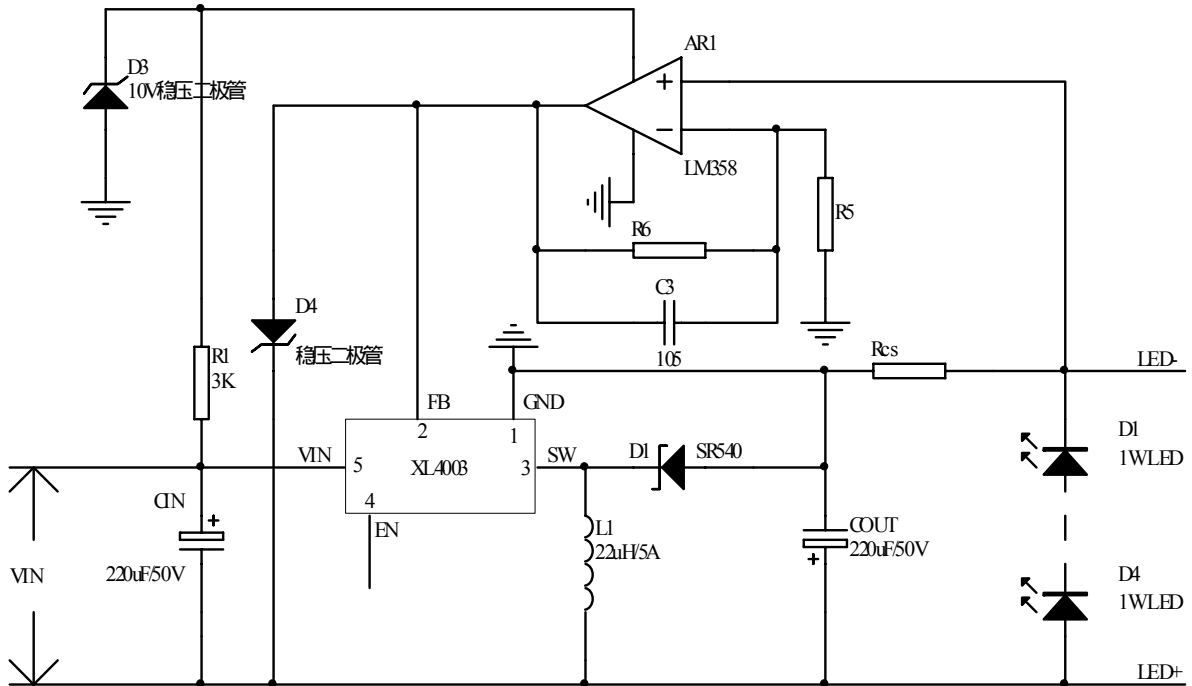 AR1
D3
10V稳压二极管
+
−
LM358
R5
R6
C3
105
D4
稳压二极管
R1
3K
Rcs
LED-
FB
GND
2
1
VIN
5
XL4003
3
SW
D1
SR540
D1
1WLED
4
EN
CIN
+
220uF/50V
L1
22uH/5A
COUT
220uF/50V
+
VIN
D4
1WLED
LED+